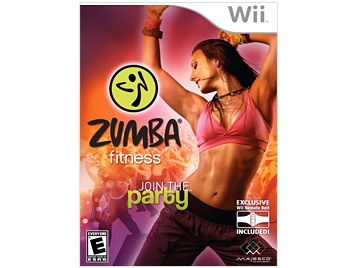 Wii
ZUMBA®
fitness
JOIN THE
party
EXCLUSIVE
Wii Remote Belt
INCLUDED!
EVERYONE
E
ESRB
MAJESCO